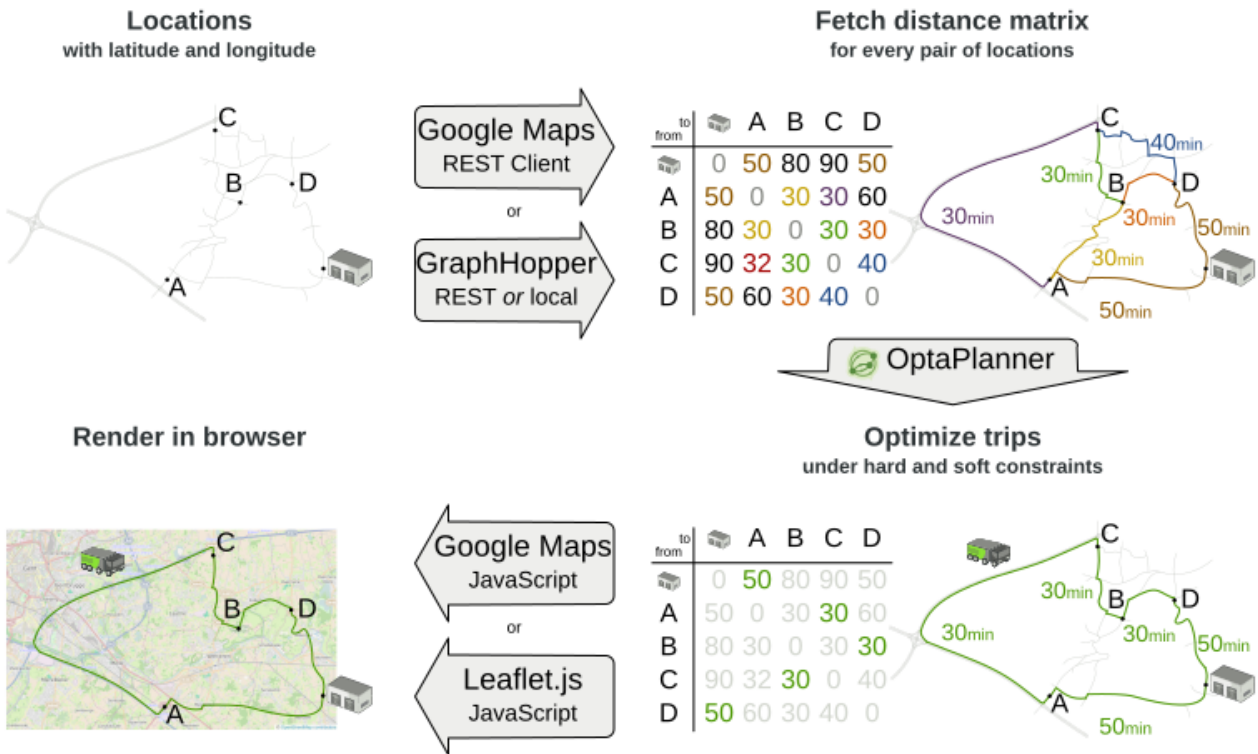 Locations
with latitude and longitude
C
B
D
A
Google Maps
REST Client
or
GraphHopper
REST or local
Fetch distance matrix
for every pair of locations
to
from
A B C D
0 50 80 90 50
A 50 0 30 30 60
B 80 30 0 30 30
C 90 32 30 0 40
D 50 60 30 40 0
C
40min
30min
B
D
30min
30min
50min
30min
A
50min
OptaPlanner
Render in browser
C
B
D
A
Google Maps
JavaScript
or
Leaflet.js
JavaScript
Optimize trips
under hard and soft constraints
to
from
A B C D
0 50 80 90 50
A 50 0 30 30 60
B 80 30 0 30 30
C 90 32 30 0 40
D 50 60 30 40 0
C
30min
B
D
30min
30min
50min
A
50min